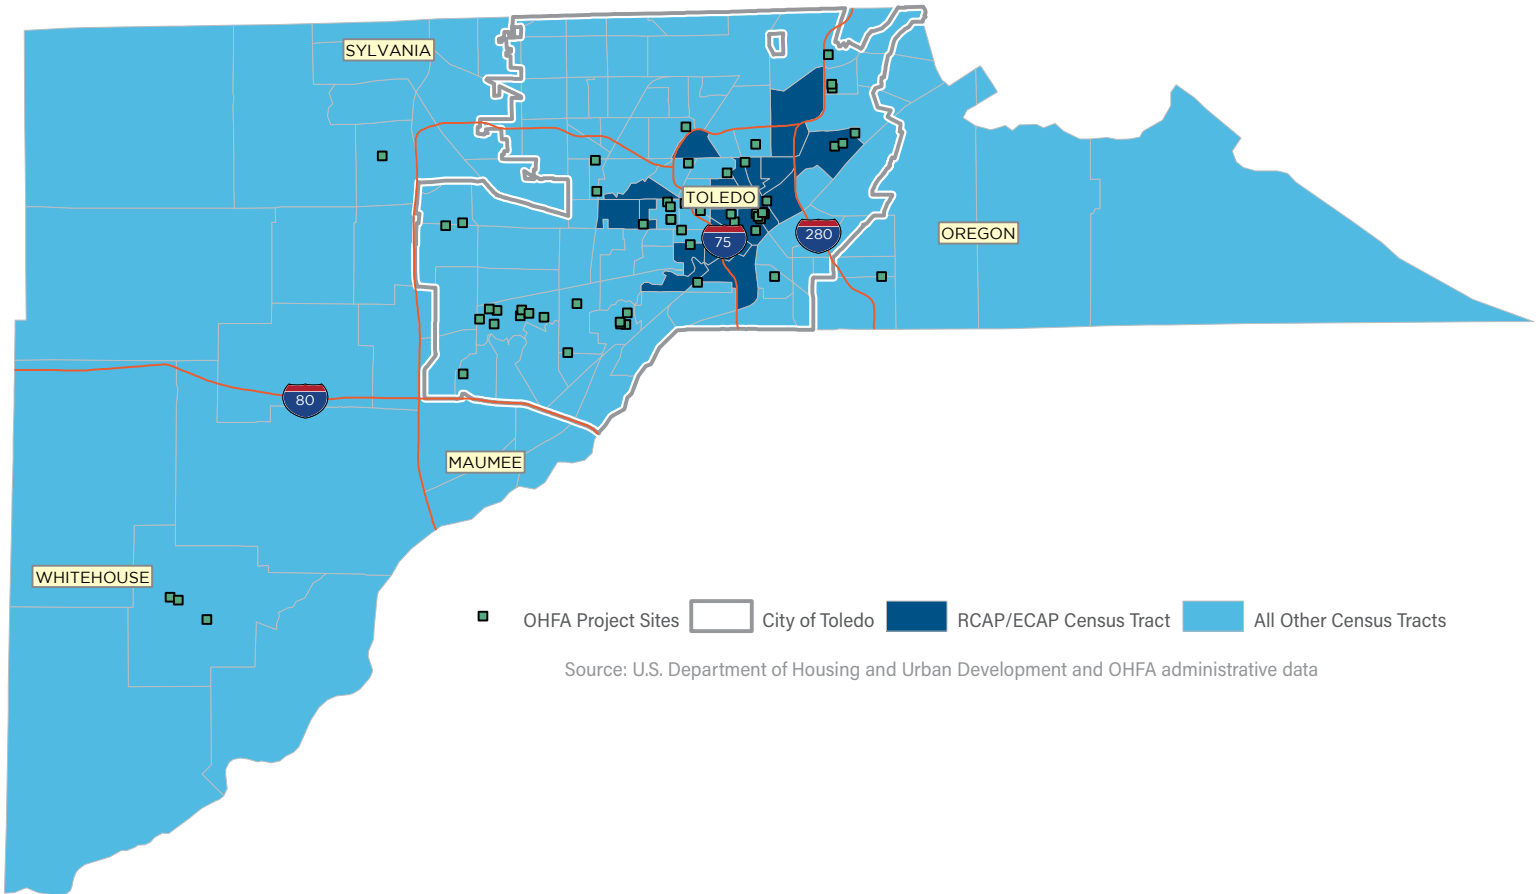 SYLVANIA
TOLEDO
75
280
OREGON
80
MAUMEE
WHITEHOUSE
OHFA Project Sites
City of Toledo
RCAP/ECAP Census Tract
All Other Census Tracts
Source: U.S. Department of Housing and Urban Development and OHFA administrative data